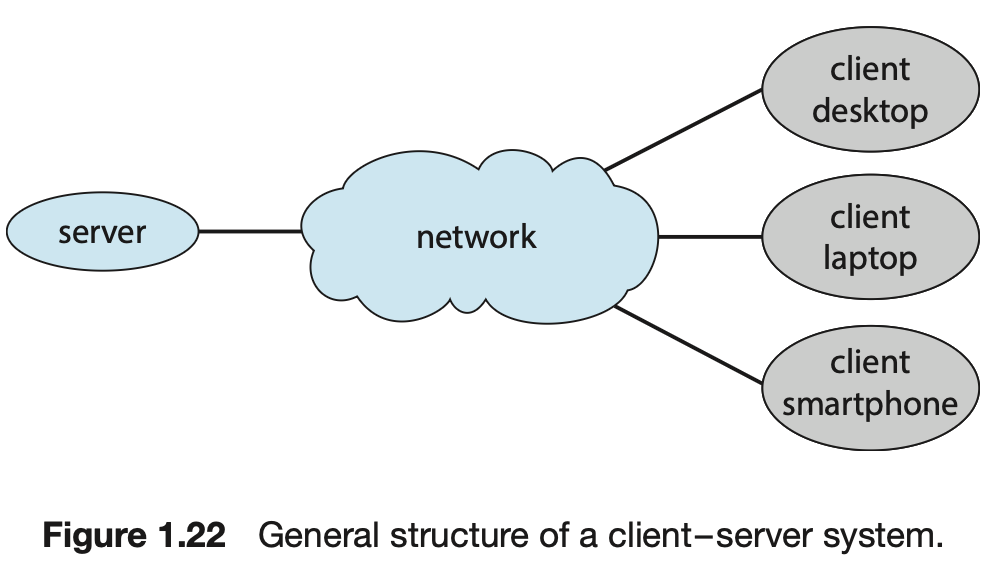 client
desktop
client
laptop
server
network
client
smartphone
Figure 1.22 General structure of a client–server system.